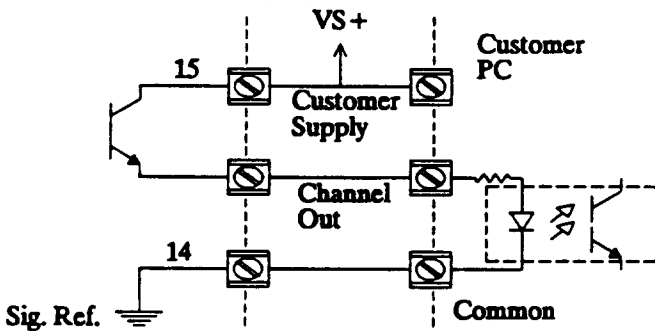 VS +
Customer
PC
15
Customer
Supply
Channel
Out
14
Sig. Ref.
Common